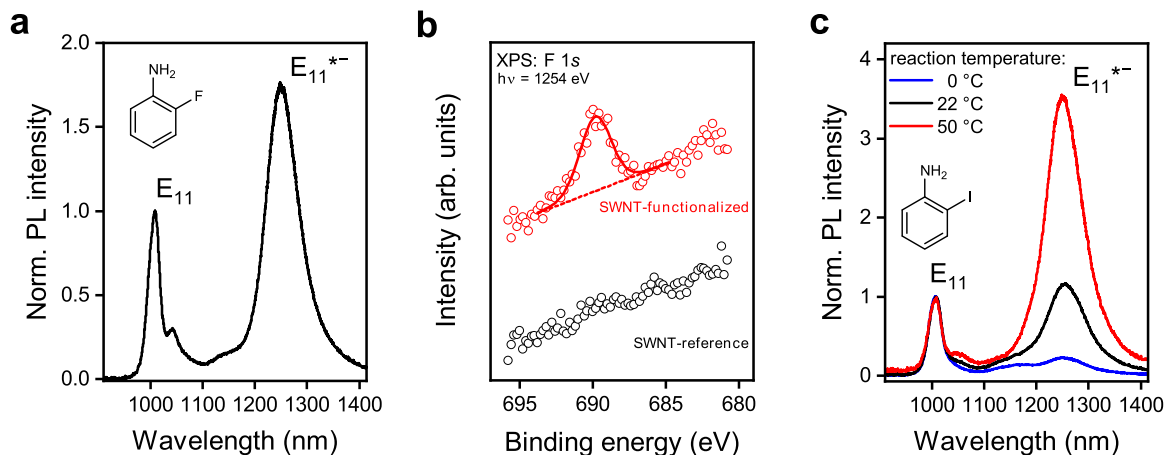 a
Norm. PL intensity
2.0
1.5
1.0
0.5
0.0
NH₂
F
E₁₁
E₁₁*⁻
1000 1100 1200 1300 1400
Wavelength (nm)
b
Intensity (arb. units)
XPS: F 1s
hν = 1254 eV
SWNT-functionalized
SWNT-reference
695 690 685 680
Binding energy (eV)
c
Norm. PL intensity
4
3
2
1
0
reaction temperature:
0 °C
22 °C
50 °C
E₁₁*⁻
NH₂
I
E₁₁
1000 1100 1200 1300 1400
Wavelength (nm)